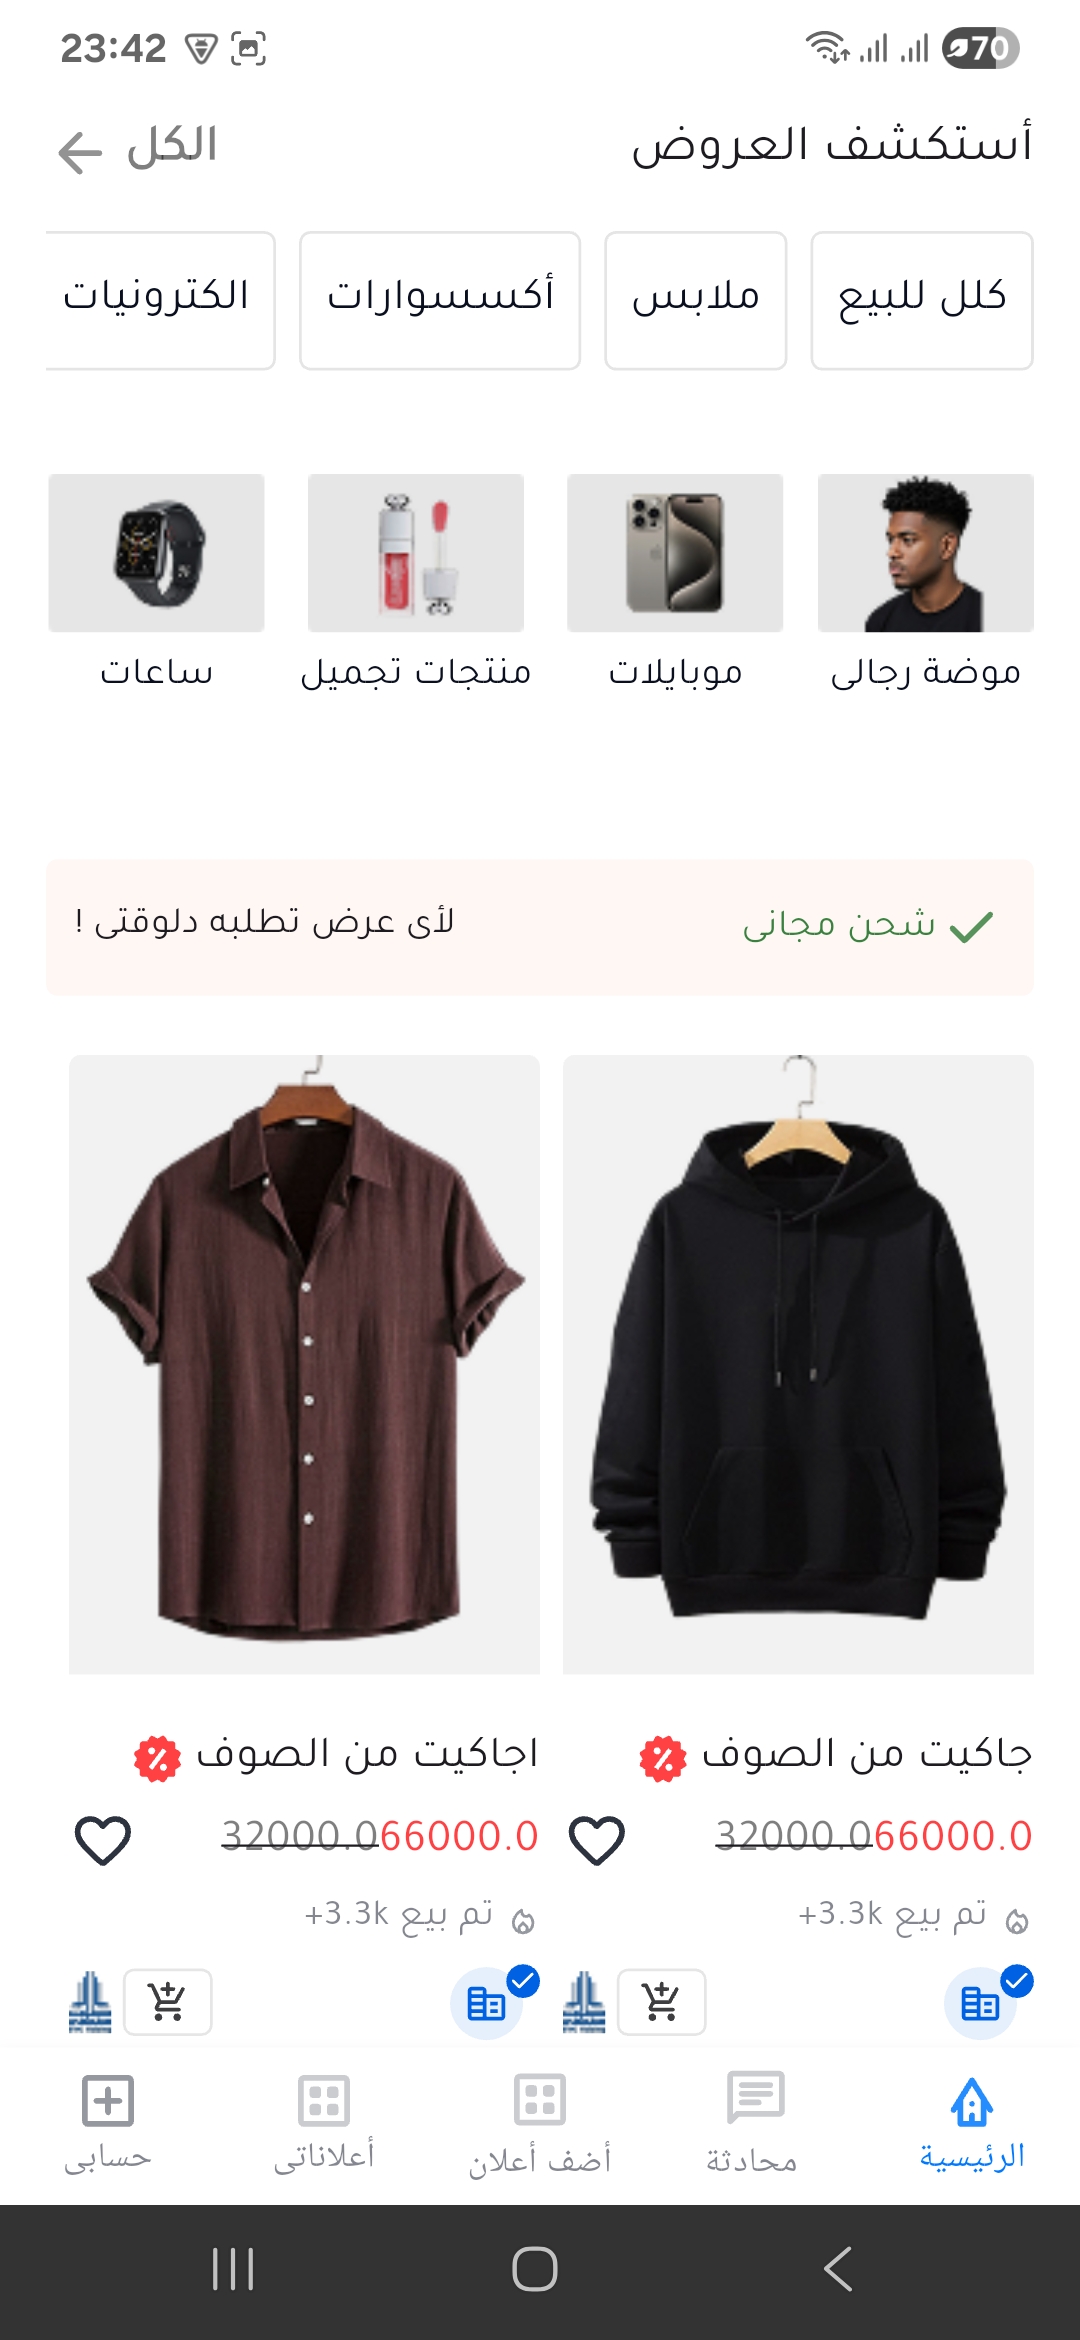 23:42
70
أستكشف العروض
الكل
كلل للبيع
ملابس
أكسسوارات
الكترونيات
موضة رجالى
موبايلات
منتجات تجميل
ساعات
شحن مجانى
لأى عرض تطلبه دلوقتى !
جاكيت من الصوف
32000.066000.0
تم بيع 3.3k+
اجاكيت من الصوف
32000.066000.0
تم بيع 3.3k+
الرئيسية
محادثة
أضف أعلان
أعلاناتى
حسابى